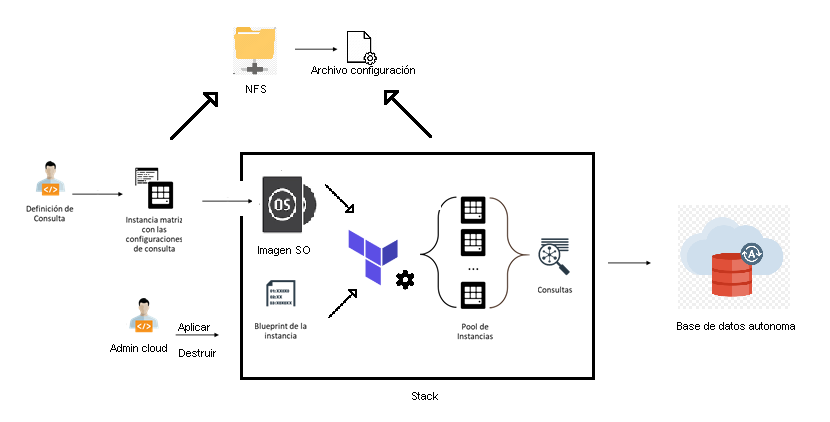 Archivo configuración
NFS
Definición de
Consulta
Instancia matriz
con las
configuraciones
de consulta
OS
Imagen SO
Blueprint de la
instancia
...
Pool de
Instancias
Consultas
A
Base de datos autonoma
Admin cloud
Aplicar
Destruir
Stack